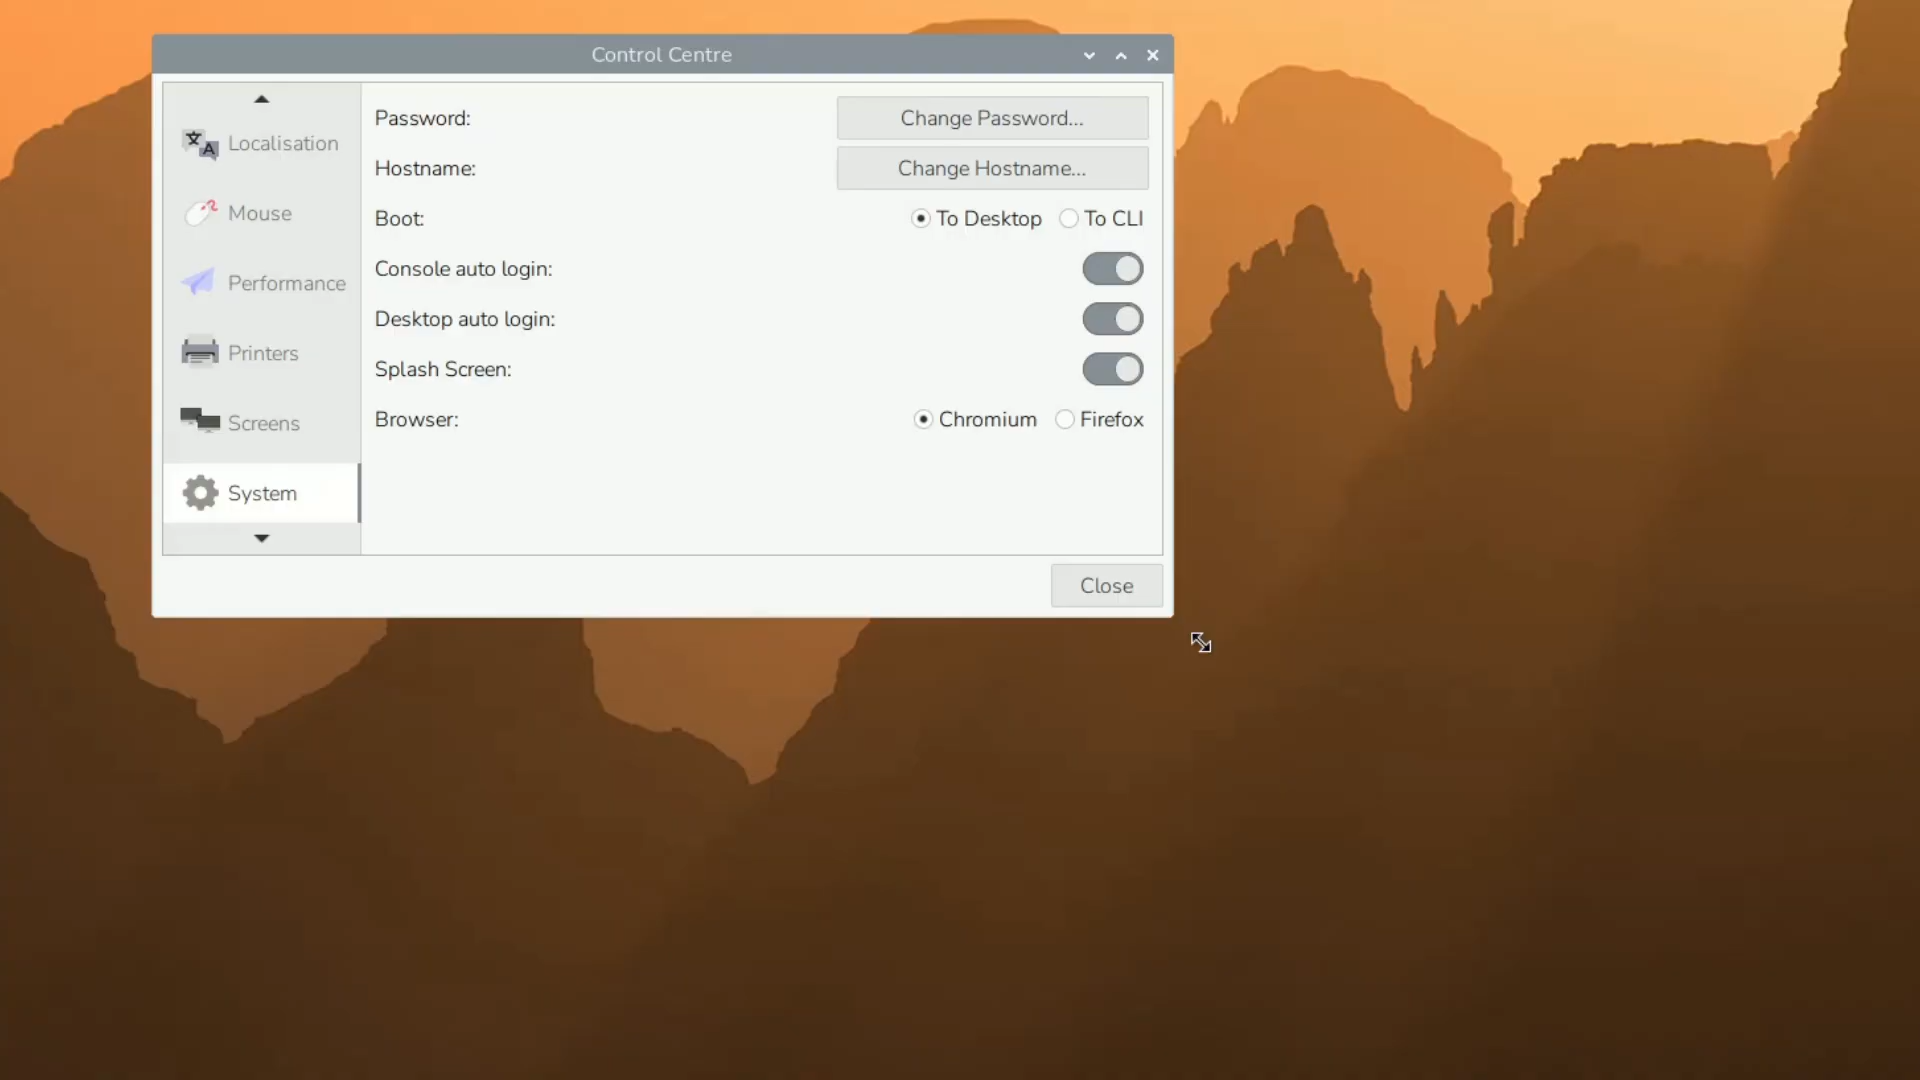 Control Centre
Localisation
Mouse
Performance
Printers
Screens
System
Password: Change Password...
Hostname: Change Hostname...
Boot: To Desktop To CLI
Console auto login:
Desktop auto login:
Splash Screen:
Browser: Chromium Firefox
Close